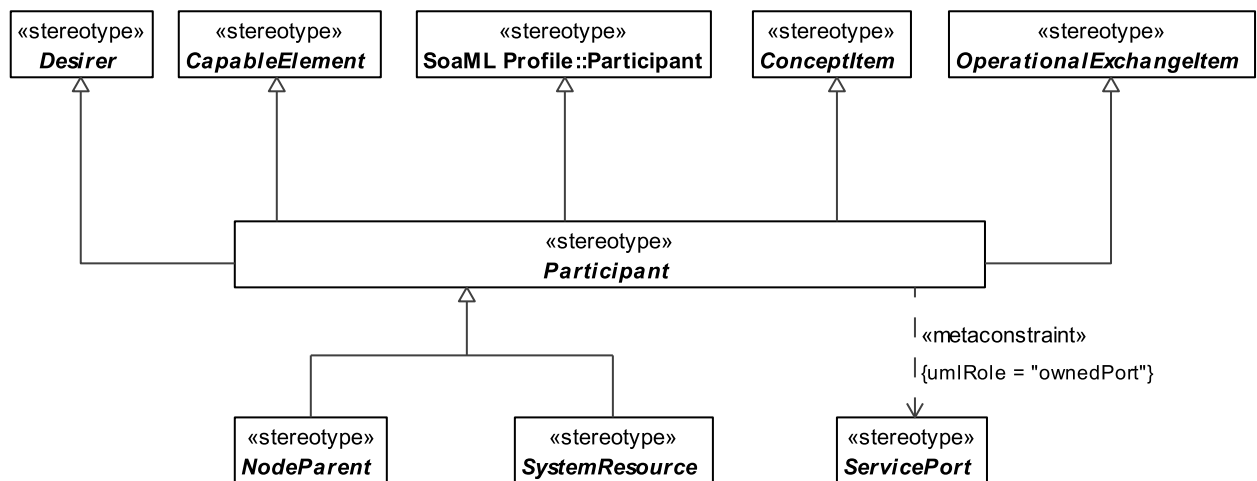 «stereotype»
Desirer
«stereotype»
CapableElement
«stereotype»
SoaML Profile::Participant
«stereotype»
ConceptItem
«stereotype»
OperationalExchangeItem
«stereotype»
Participant
«metaconstraint»
{umlRole = "ownedPort"}
«stereotype»
NodeParent
«stereotype»
SystemResource
«stereotype»
ServicePort